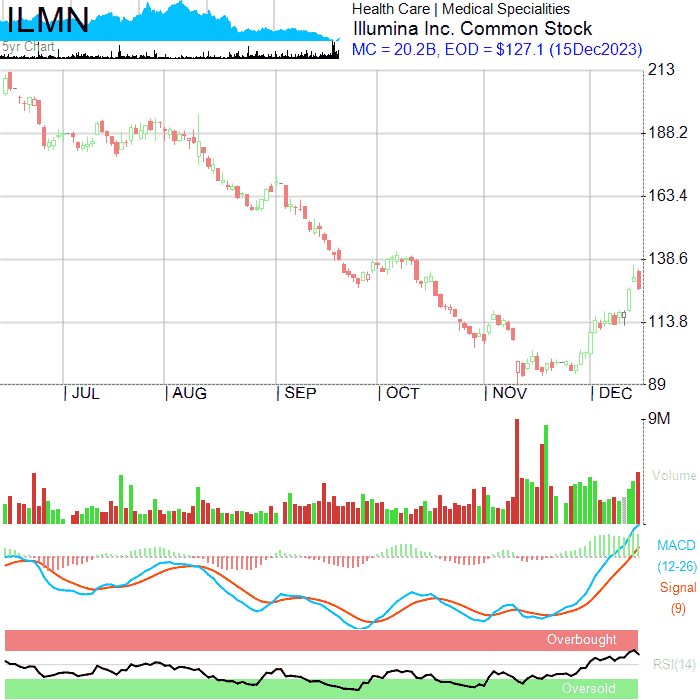 ILMN
5yr Chart
Health Care | Medical Specialities
Illumina Inc. Common Stock
MC = 20.2B, EOD = $127.1 (15Dec2023)
213
188.2
163.4
138.6
113.8
89
JUL
AUG
SEP
OCT
NOV
DEC
9M
Volume
MACD
(12-26)
Signal
(9)
Overbought
RSI(14)
Oversold